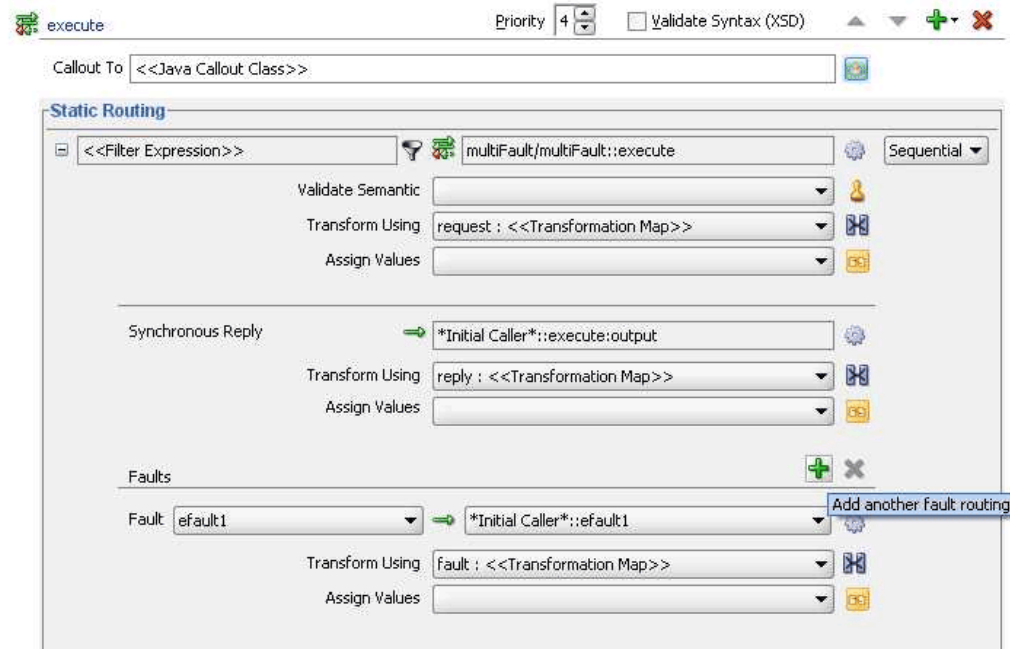 execute Priority 4 Validate Syntax (XSD)
Callout To <<Java Callout Class>>
Static Routing
<<Filter Expression>> multiFault/multiFault::execute Sequential
Validate Semantic
Transform Using request : <<Transformation Map>>
Assign Values
Synchronous Reply *Initial Caller*::execute:output
Transform Using reply : <<Transformation Map>>
Assign Values
Faults
Add another fault routing
Fault efault1 *Initial Caller*::efault1
Transform Using fault : <<Transformation Map>>
Assign Values